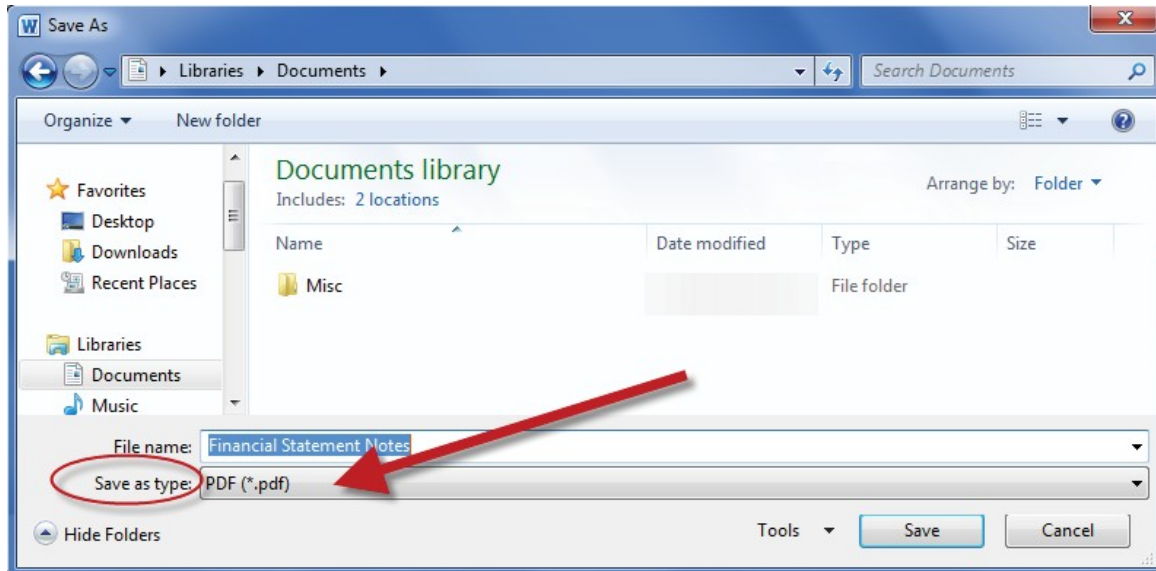 Save As
Libraries Documents Search Documents
Organize New folder
Favorites
Desktop
Downloads
Recent Places
Libraries
Documents
Music
Documents library
Includes: 2 locations
Arrange by: Folder
Name Date modified Type Size
Misc File folder
File name: Financial Statement Notes
Save as type: PDF (*.pdf)
Hide Folders Tools Save Cancel